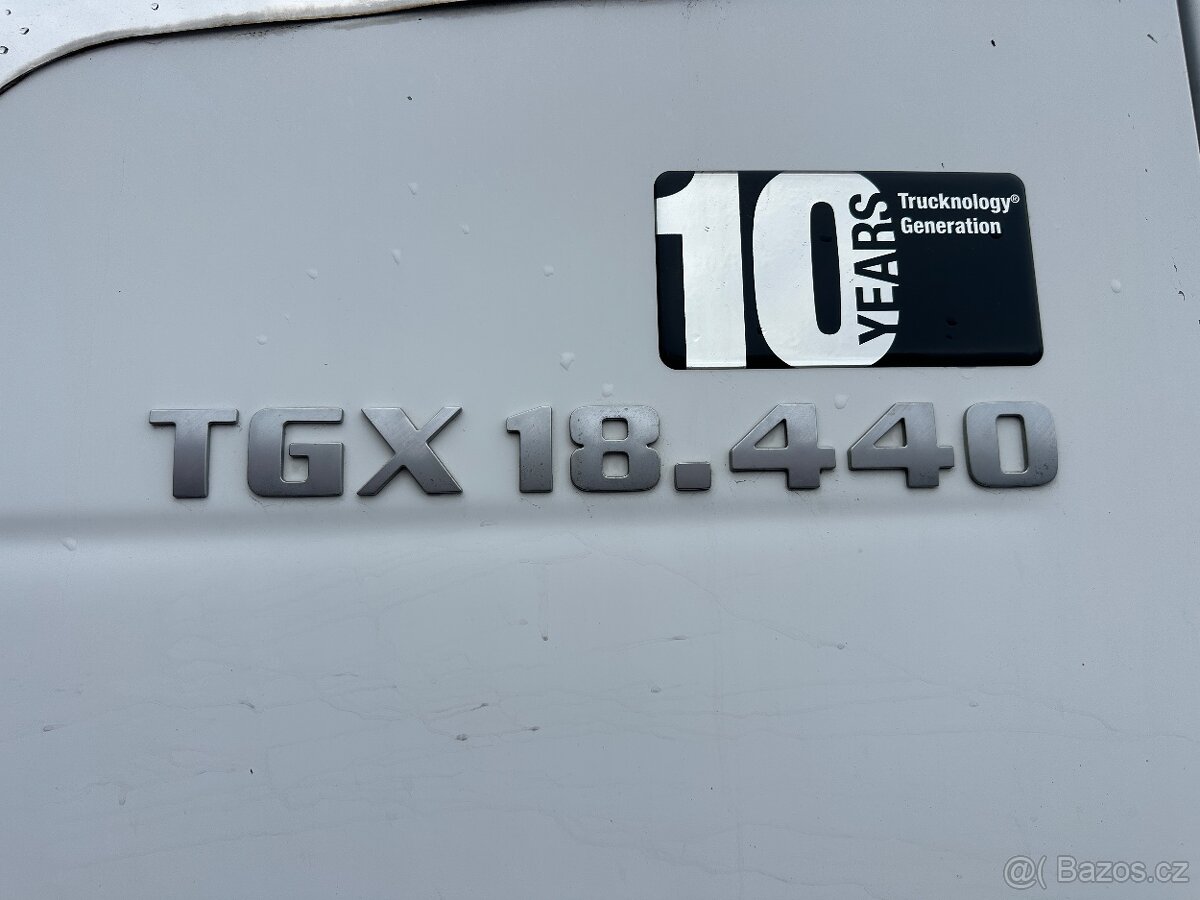 10 YEARS
Trucknology®
Generation
TGX 18.440
@( Bazos.cz